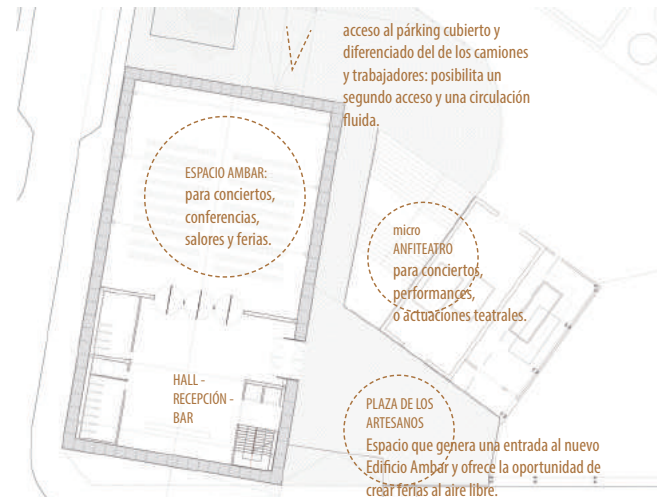 acceso al párking cubierto y
diferenciado del de los camiones
y trabajadores: posibilita un
segundo acceso y una circulación
fluida.
ESPACIO AMBAR:
para conciertos,
conferencias,
salores y ferias.
micro
ANFITEATRO
para conciertos,
performances,
o actuaciones teatrales.
HALL -
RECEPCIÓN -
BAR
PLAZA DE LOS
ARTESANOS
Espacio que genera una entrada al nuevo
Edificio Ambar y ofrece la oportunidad de
crear ferias al aire libre.